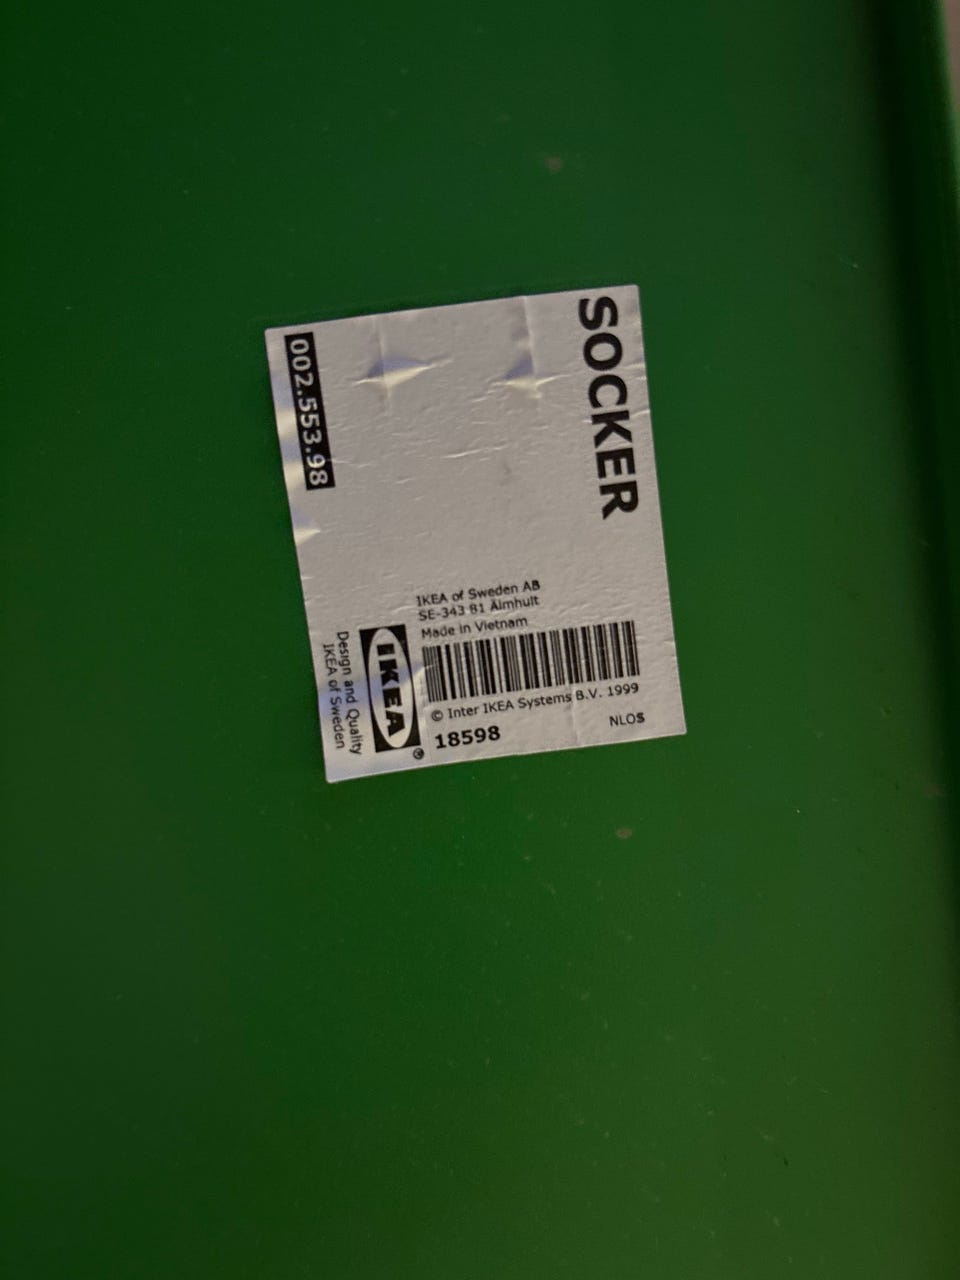 SOCKER
002.553.98
IKEA of Sweden AB
SE-343 81 Älmhult
Made in Vietnam
© Inter IKEA Systems B.V. 1999
18598
NLOS
IKEA®
Design and Quality
IKEA of Sweden